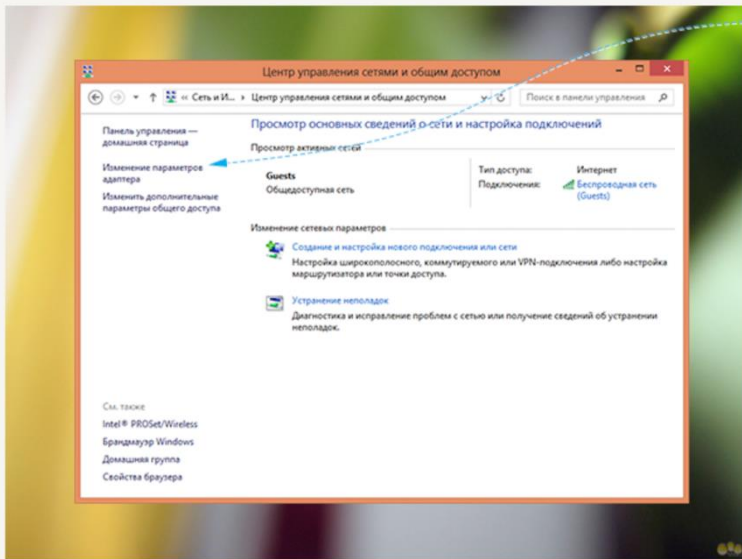 Центр управления сетями и общим доступом
« Сеть и И... › Центр управления сетями и общим доступом
Поиск в панели управления
Панель управления —
домашняя страница
Изменение параметров
адаптера
Изменить дополнительные
параметры общего доступа
Просмотр основных сведений о сети и настройка подключений
Просмотр активных сетей
Guests
Общедоступная сеть
Тип доступа: Интернет
Подключения: Беспроводная сеть
(Guests)
Изменение сетевых параметров
Создание и настройка нового подключения или сети
Настройка широкополосного, коммутируемого или VPN-подключения либо настройка
маршрутизатора или точки доступа.
Устранение неполадок
Диагностика и исправление проблем с сетью или получение сведений об устранении
неполадок.
См. также
Intel® PROSet/Wireless
Брандмауэр Windows
Домашняя группа
Свойства браузера